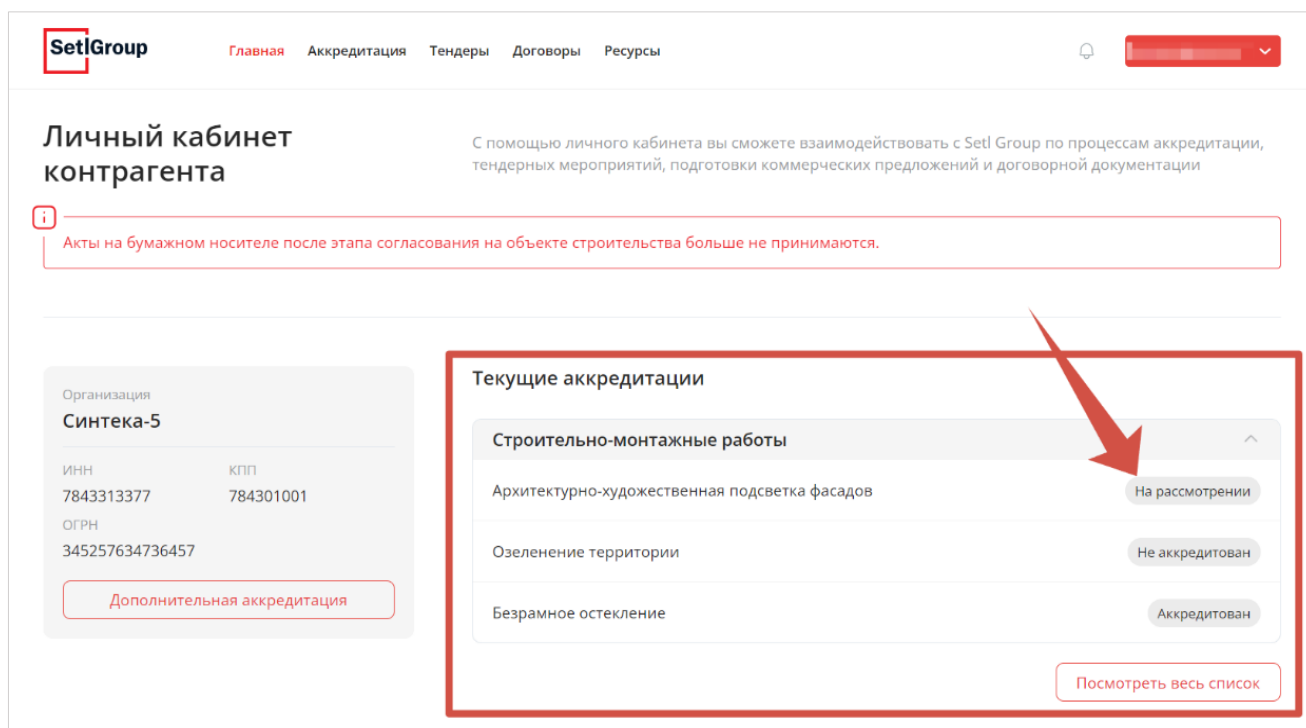 SetlGroup
Главная Аккредитация Тендеры Договоры Ресурсы
Личный кабинет
контрагента
С помощью личного кабинета вы сможете взаимодействовать с Setl Group по процессам аккредитации,
тендерных мероприятий, подготовки коммерческих предложений и договорной документации
i
Акты на бумажном носителе после этапа согласования на объекте строительства больше не принимаются.
Организация
Синтека-5
ИНН КПП
7843313377 784301001
ОГРН
345257634736457
Дополнительная аккредитация
Текущие аккредитации
Строительно-монтажные работы
Архитектурно-художественная подсветка фасадов На рассмотрении
Озеленение территории Не аккредитован
Безрамное остекление Аккредитован
Посмотреть весь список